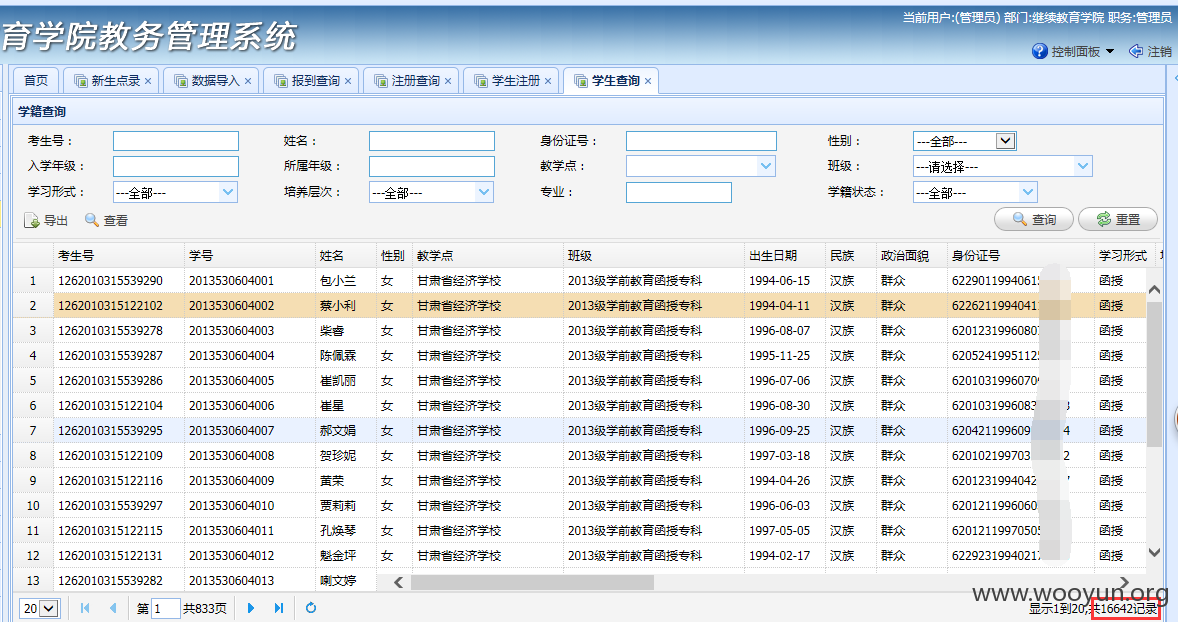 当前用户:(管理员) 部门:继续教育学院 职务:管理员
育学院教务管理系统
控制面板 注销
首页 新生点录 × 数据导入 × 报到查询 × 注册查询 × 学生注册 × 学生查询 ×
学籍查询
考生号： 姓名： 身份证号： 性别： ---全部---
入学年级： 所属年级： 教学点： 班级： ---请选择---
学习形式： ---全部--- 培养层次： ---全部--- 专业： 学籍状态： ---全部---
导出 查看 查询 重置
考生号 学号 姓名 性别 教学点 班级 出生日期 民族 政治面貌 身份证号 学习形式
1 1262010315539290 2013530604001 包小兰 女 甘肃省经济学校 2013级学前教育函授专科 1994-06-15 汉族 群众 62290119940615 函授
2 1262010315122102 2013530604002 蔡小利 女 甘肃省经济学校 2013级学前教育函授专科 1994-04-11 汉族 群众 6226211994041 函授
3 1262010315539278 2013530604003 柴睿 女 甘肃省经济学校 2013级学前教育函授专科 1996-08-07 汉族 群众 6201231996080 函授
4 1262010315539287 2013530604004 陈佩霖 女 甘肃省经济学校 2013级学前教育函授专科 1995-11-25 汉族 群众 6205241995112 函授
5 1262010315539286 2013530604005 崔凯丽 女 甘肃省经济学校 2013级学前教育函授专科 1996-07-06 汉族 群众 6201031996070 函授
6 1262010315122104 2013530604006 崔星 女 甘肃省经济学校 2013级学前教育函授专科 1996-08-30 汉族 群众 6201031996083 函授
7 1262010315539295 2013530604007 郝文娟 女 甘肃省经济学校 2013级学前教育函授专科 1996-09-25 汉族 群众 620421199609 4 函授
8 1262010315122109 2013530604008 贺珍妮 女 甘肃省经济学校 2013级学前教育函授专科 1997-03-18 汉族 群众 620102199703 2 函授
9 1262010315122116 2013530604009 黄荣 女 甘肃省经济学校 2013级学前教育函授专科 1994-04-26 汉族 群众 6201231994042 函授
10 1262010315539297 2013530604010 贾莉莉 女 甘肃省经济学校 2013级学前教育函授专科 1996-06-03 汉族 群众 6201211996060 函授
11 1262010315122115 2013530604011 孔焕琴 女 甘肃省经济学校 2013级学前教育函授专科 1997-05-05 汉族 群众 6201211997050 函授
12 1262010315122131 2013530604012 魁金坪 女 甘肃省经济学校 2013级学前教育函授专科 1994-02-17 汉族 群众 6229231994021 函授
13 1262010315539282 2013530604013 喇文婷
www.wooyun.org
20 第 1 共833页 显示1到20,共16642记录